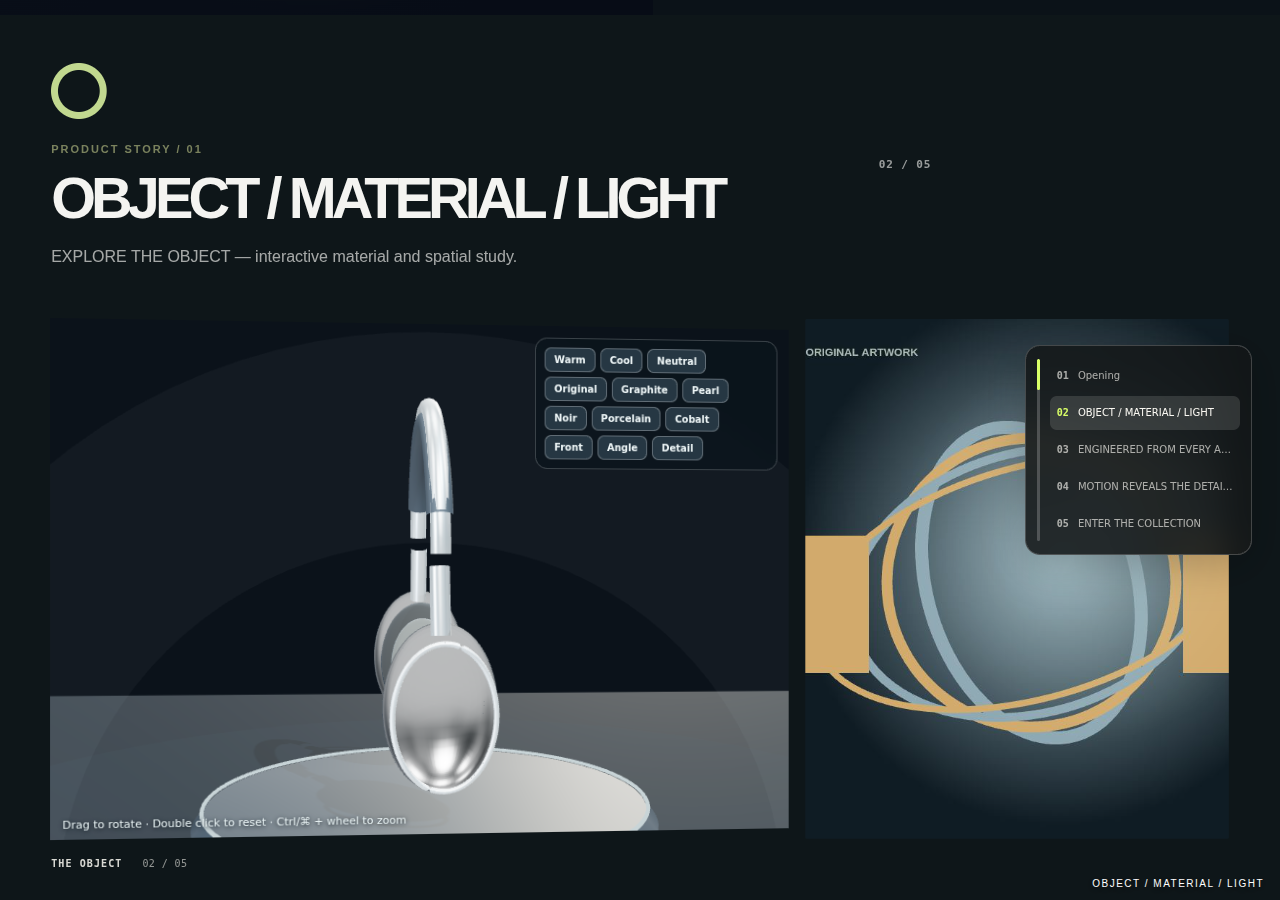 PRODUCT STORY / 01
02 / 05
OBJECT / MATERIAL / LIGHT
EXPLORE THE OBJECT — interactive material and spatial study.
Warm Cool Neutral
Original Graphite Pearl
Noir Porcelain Cobalt
Front Angle Detail
Drag to rotate · Double click to reset · Ctrl/⌘ + wheel to zoom
ORIGINAL ARTWORK
01 Opening
02 OBJECT / MATERIAL / LIGHT
03 ENGINEERED FROM EVERY A…
04 MOTION REVEALS THE DETAI…
05 ENTER THE COLLECTION
THE OBJECT 02 / 05
OBJECT / MATERIAL / LIGHT